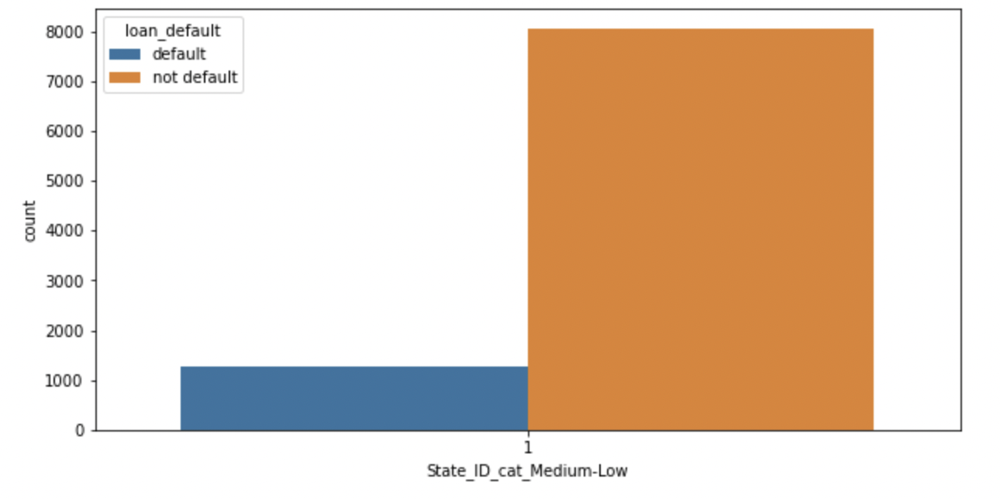 loan_default
default
not default
8000
7000
6000
5000
4000
3000
2000
1000
0
count
1
State_ID_cat_Medium-Low